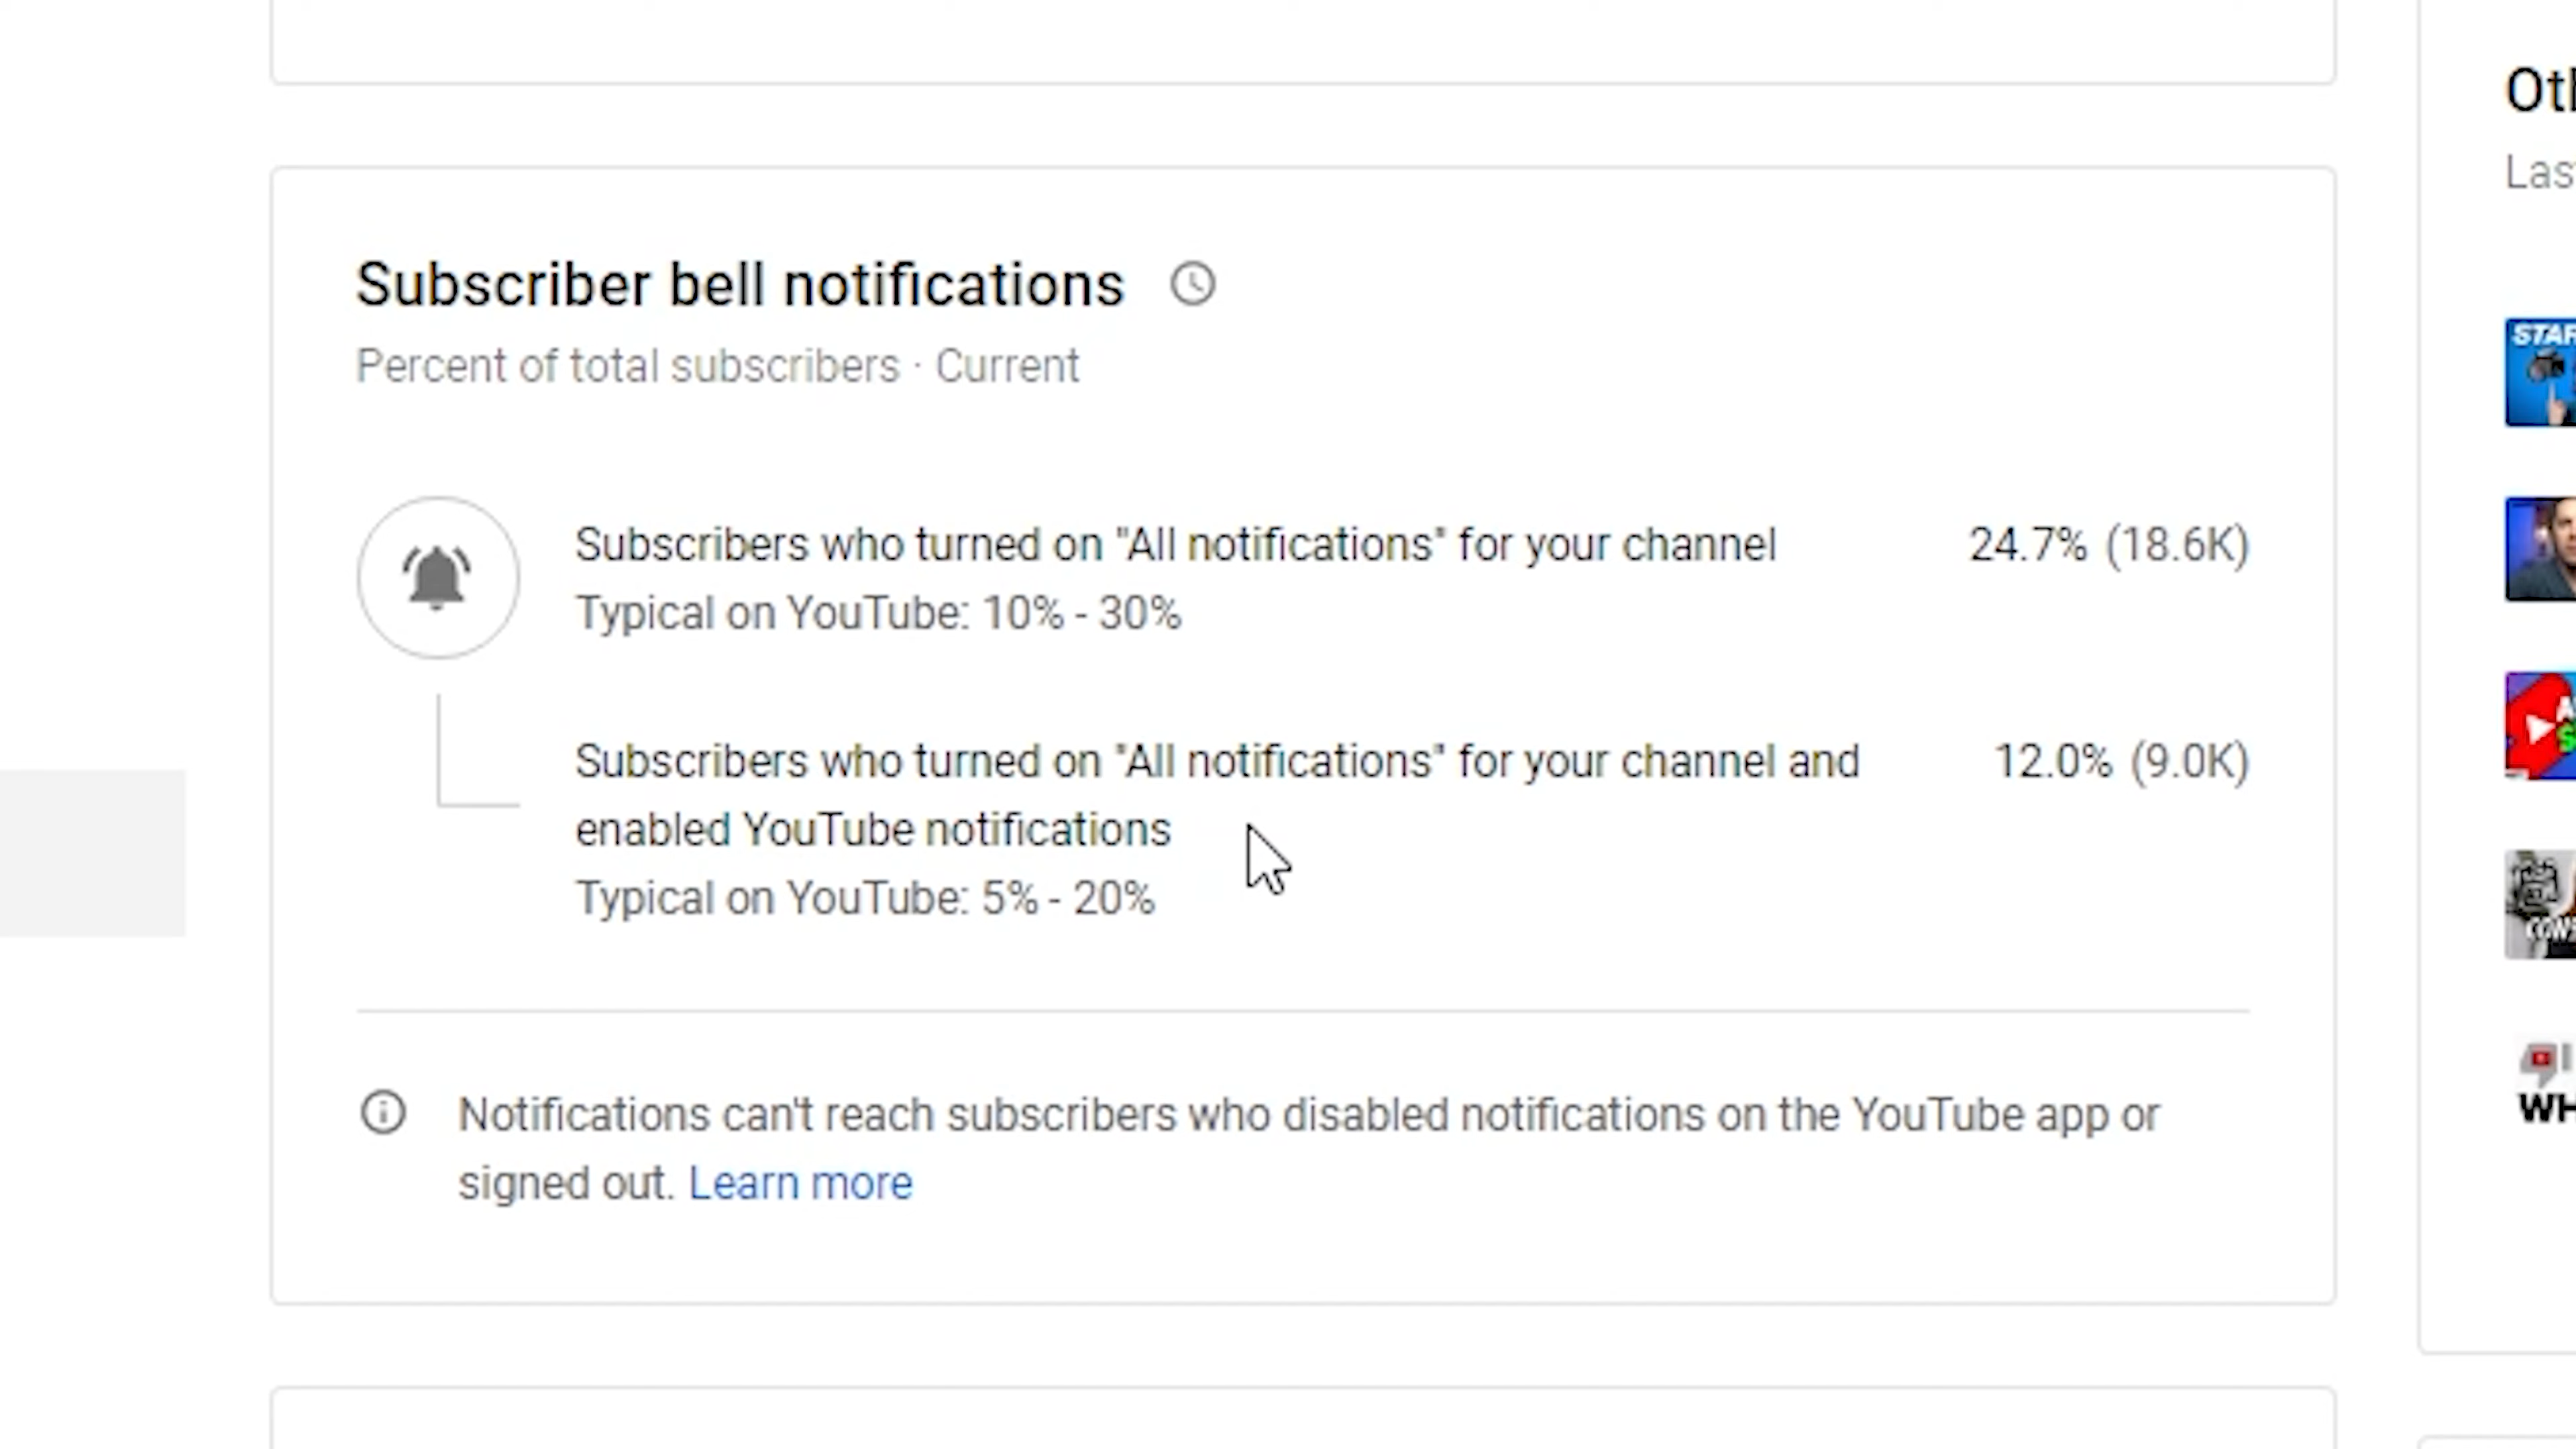 Subscriber bell notifications
Percent of total subscribers · Current
Subscribers who turned on "All notifications" for your channel 24.7% (18.6K)
Typical on YouTube: 10% - 30%
Subscribers who turned on "All notifications" for your channel and 12.0% (9.0K)
enabled YouTube notifications
Typical on YouTube: 5% - 20%
Notifications can't reach subscribers who disabled notifications on the YouTube app or
signed out. Learn more